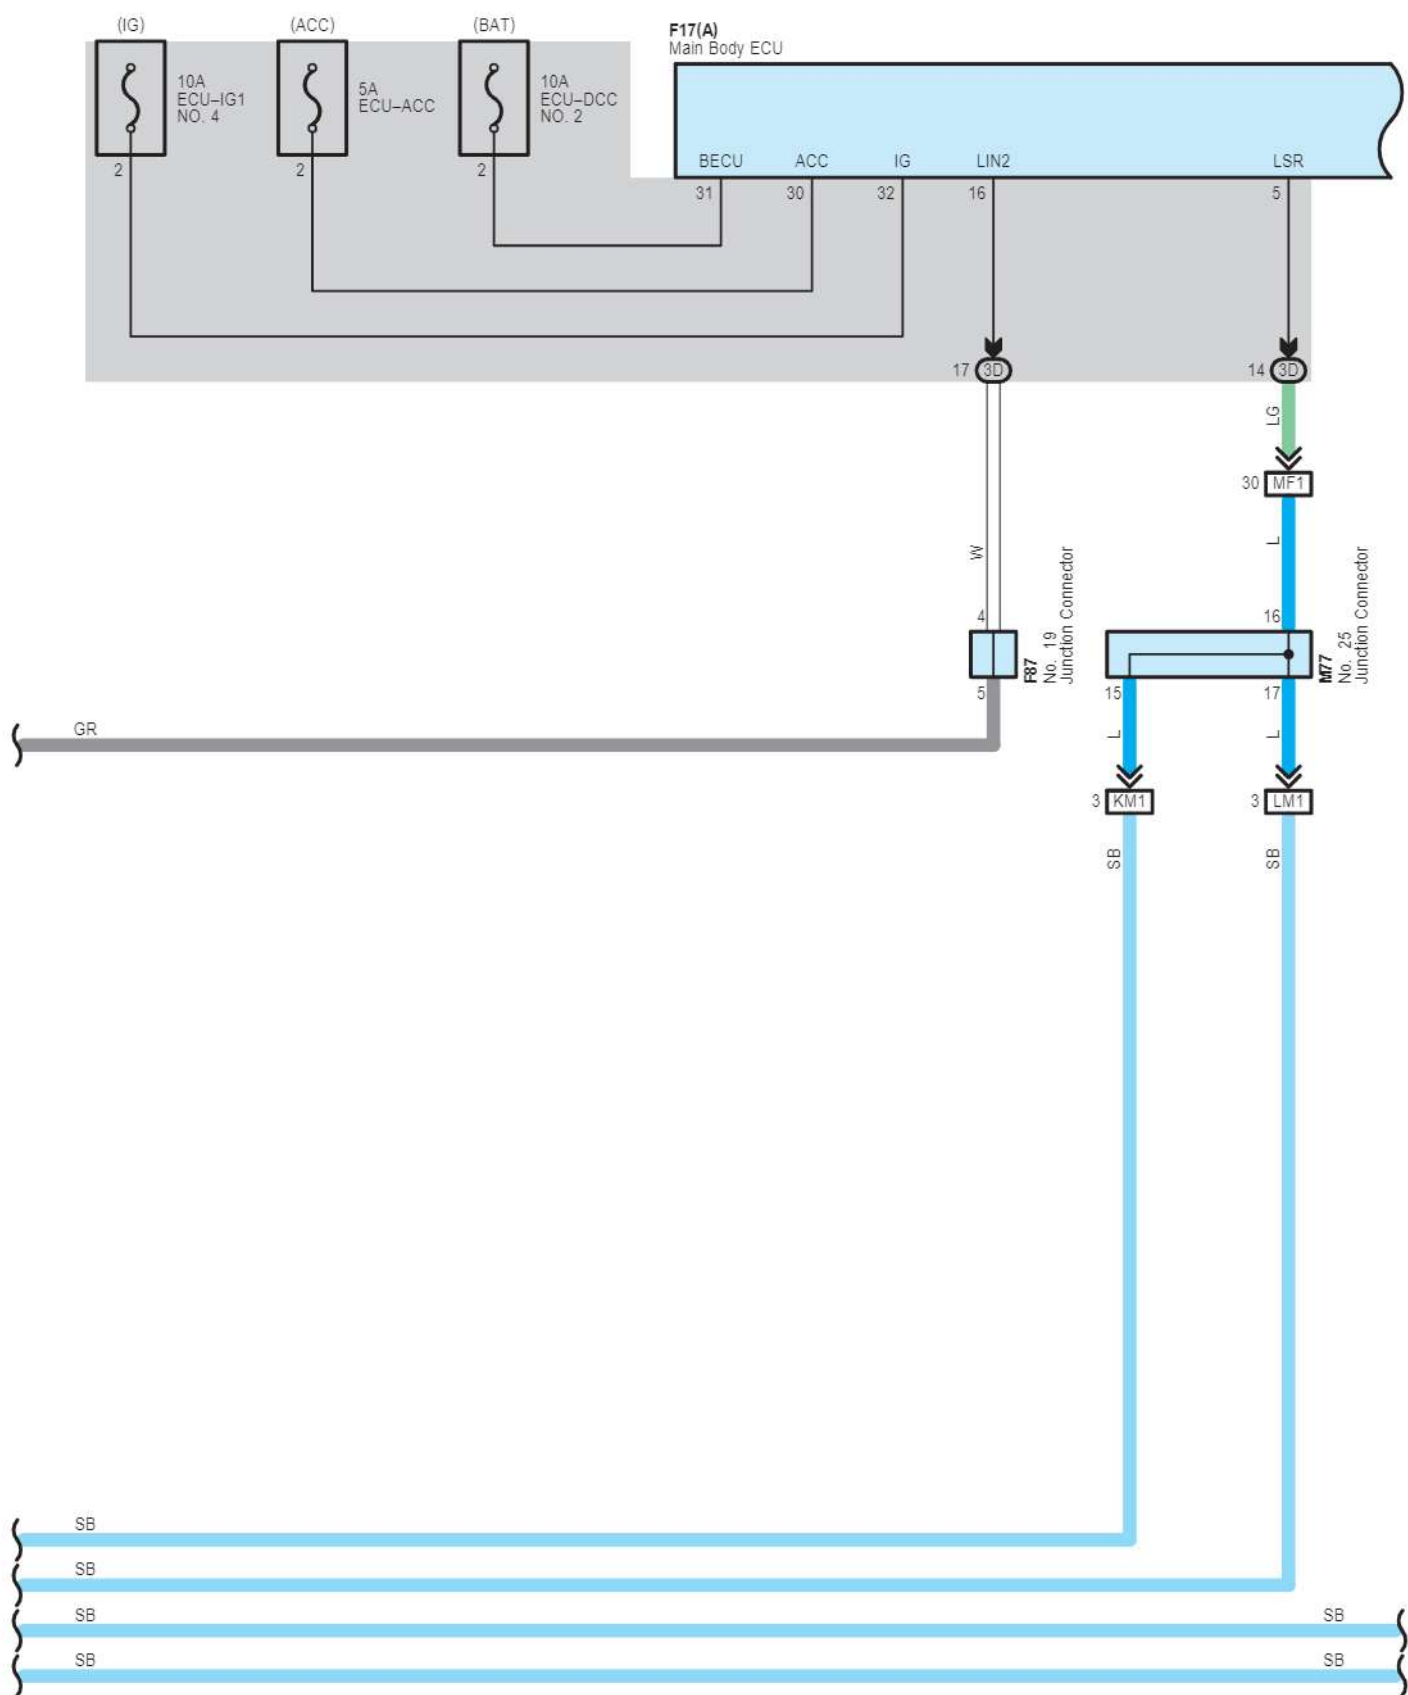 (IG)
(ACC)
(BAT)
F17(A)
Main Body ECU
10A
ECU–IG1
NO. 4
5A
ECU–ACC
10A
ECU–DCC
NO. 2
2
2
2
BECU
ACC
IG
LIN2
LSR
31
30
32
16
5
17
3D
14
3D
LG
30
MF1
W
L
4
16
F87
No. 19
Junction Connector
M77
No. 25
Junction Connector
5
15
17
GR
L
L
3
KM1
3
LM1
SB
SB
SB
SB
SB
SB
SB
SB